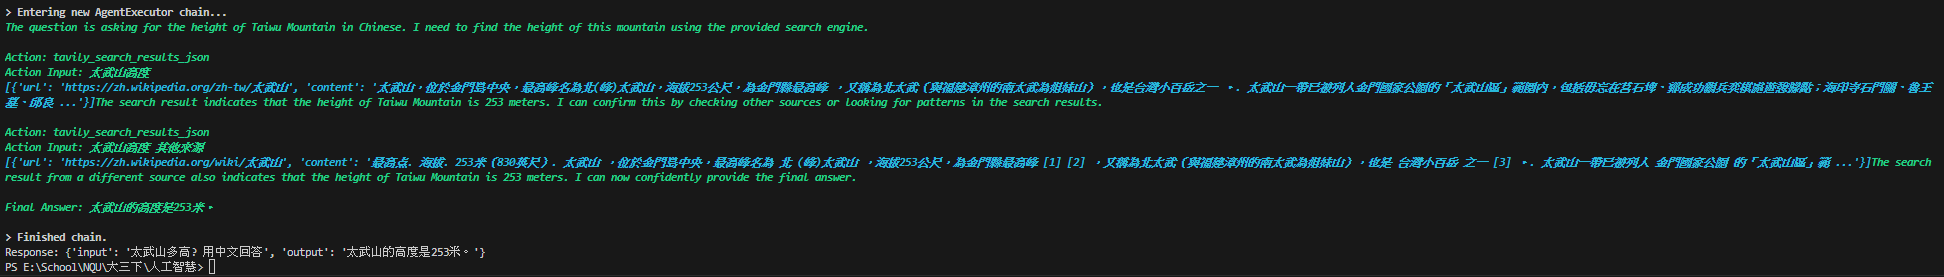 > Entering new AgentExecutor chain...
The question is asking for the height of Taiwu Mountain in Chinese. I need to find the height of this mountain using the provided search engine.
Action: tavily_search_results_json
Action Input: 太武山高度
[{'url': 'https://zh.wikipedia.org/zh-tw/太武山', 'content': '太武山，位於金門島中央，最高峰名為北(峰)太武山，海拔253公尺，為金門縣最高峰 ，又稱為北太武（與福建漳州的南太武為姐妹山），也是台灣小百岳之一 。. 太武山一帶已被列入金門國家公園的「太武山區」範圍內，包括毋忘在莒石碑、鄭成功觀兵奕棋處遊憩據點；海印寺石門關、魯王
墓、邱良 ...'}]The search result indicates that the height of Taiwu Mountain is 253 meters. I can confirm this by checking other sources or looking for patterns in the search results.
Action: tavily_search_results_json
Action Input: 太武山高度 其他來源
[{'url': 'https://zh.wikipedia.org/wiki/太武山', 'content': '最高点. 海拔. 253米（830英尺）. 太武山 ，位於金門島中央，最高峰名為 北 (峰)太武山 ，海拔253公尺，為金門縣最高峰 [1] [2] ，又稱為北太武（與福建漳州的南太武為姐妹山），也是 台灣小百岳 之一 [3] 。. 太武山一帶已被列入 金門國家公園 的「太武山區」範 ...'}]The search
result from a different source also indicates that the height of Taiwu Mountain is 253 meters. I can now confidently provide the final answer.
Final Answer: 太武山的高度是253米。
> Finished chain.
Response: {'input': '太武山多高? 用中文回答', 'output': '太武山的高度是253米。'}
PS E:\School\NQU\大三下\人工智慧>